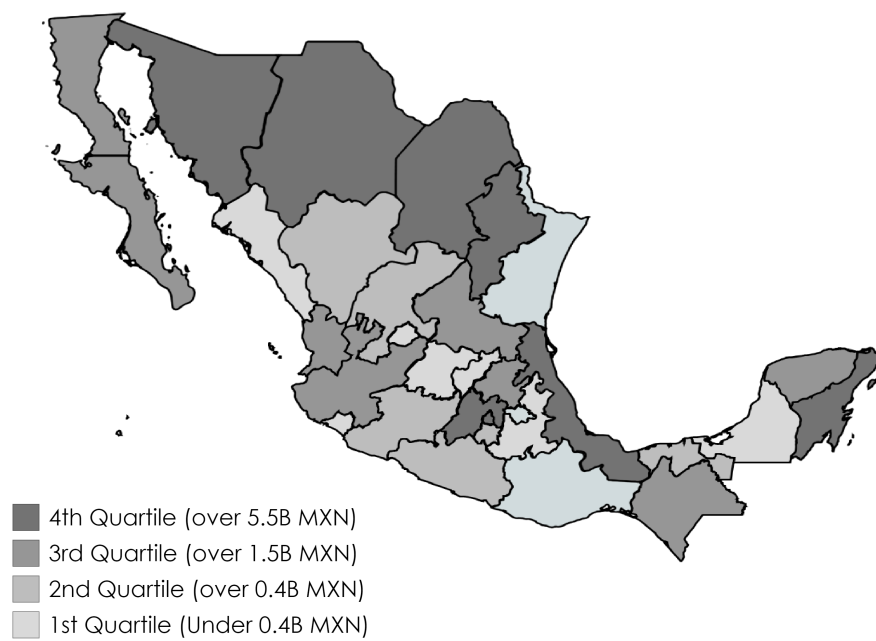 4th Quartile (over 5.5B MXN)
3rd Quartile (over 1.5B MXN)
2nd Quartile (over 0.4B MXN)
1st Quartile (Under 0.4B MXN)